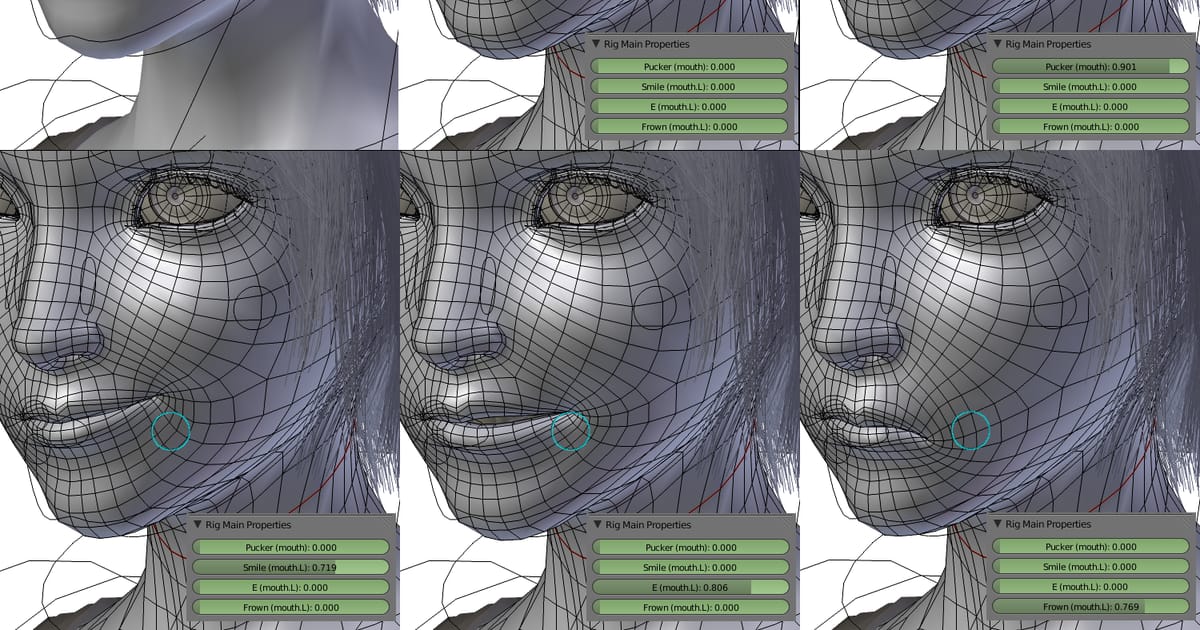 ▼ Rig Main Properties
Pucker (mouth): 0.000
Smile (mouth.L): 0.000
E (mouth.L): 0.000
Frown (mouth.L): 0.000
▼ Rig Main Properties
Pucker (mouth): 0.901
Smile (mouth.L): 0.000
E (mouth.L): 0.000
Frown (mouth.L): 0.000
▼ Rig Main Properties
Pucker (mouth): 0.000
Smile (mouth.L): 0.719
E (mouth.L): 0.000
Frown (mouth.L): 0.000
▼ Rig Main Properties
Pucker (mouth): 0.000
Smile (mouth.L): 0.000
E (mouth.L): 0.806
Frown (mouth.L): 0.000
▼ Rig Main Properties
Pucker (mouth): 0.000
Smile (mouth.L): 0.000
E (mouth.L): 0.000
Frown (mouth.L): 0.769